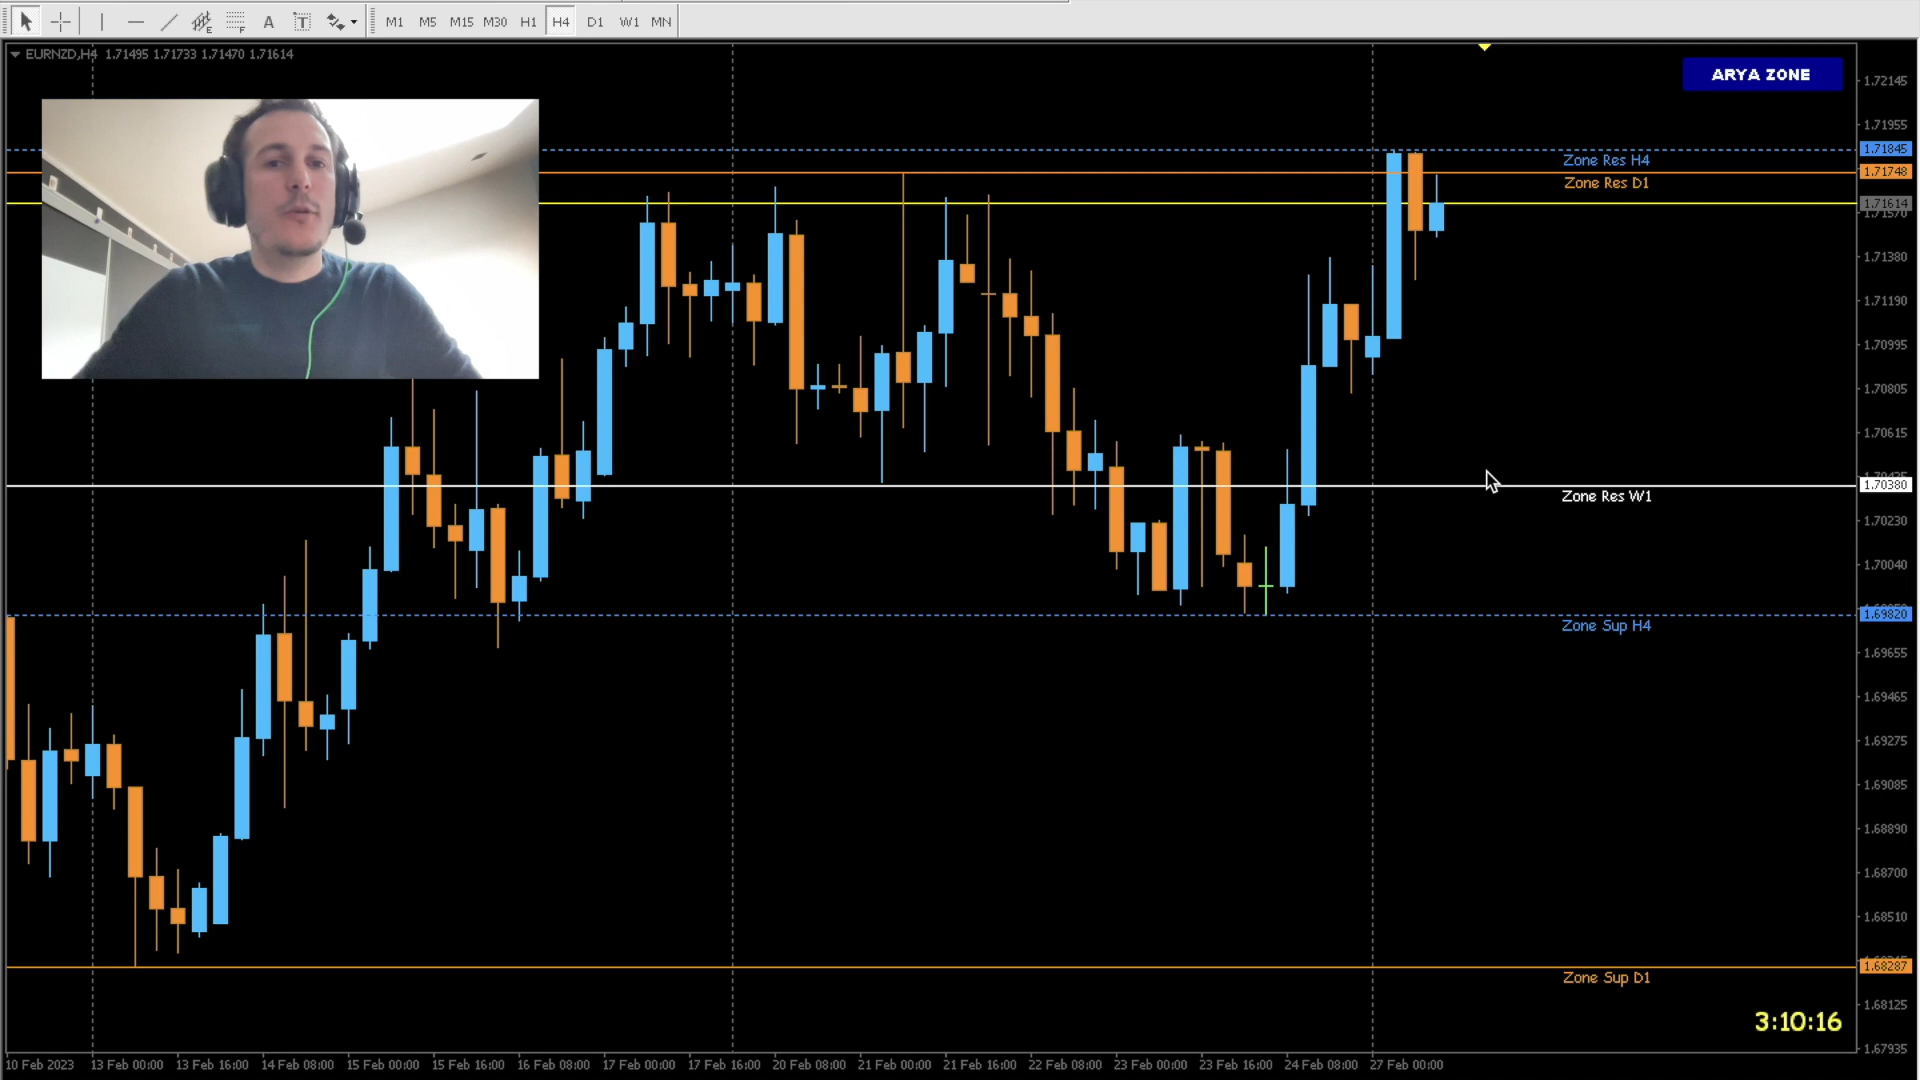 A T M1 M5 M15 M30 H1 H4 D1 W1 MN
EURNZD,H4 1.71495 1.71733 1.71470 1.71614
ARYA ZONE
1.72145
1.71955
1.71845
Zone Res H4
1.71748
Zone Res D1
1.71614
1.71570
1.71380
1.71190
1.70995
1.70805
1.70615
1.70380
Zone Res W1
1.70230
1.70040
1.69820
Zone Sup H4
1.69655
1.69465
1.69275
1.69085
1.68890
1.68700
1.68510
1.68287
Zone Sup D1
1.68125
3:10:16
1.67935
10 Feb 2023 13 Feb 00:00 13 Feb 16:00 14 Feb 08:00 15 Feb 00:00 15 Feb 16:00 16 Feb 08:00 17 Feb 00:00 17 Feb 16:00 20 Feb 08:00 21 Feb 00:00 21 Feb 16:00 22 Feb 08:00 23 Feb 00:00 23 Feb 16:00 24 Feb 08:00 27 Feb 00:00